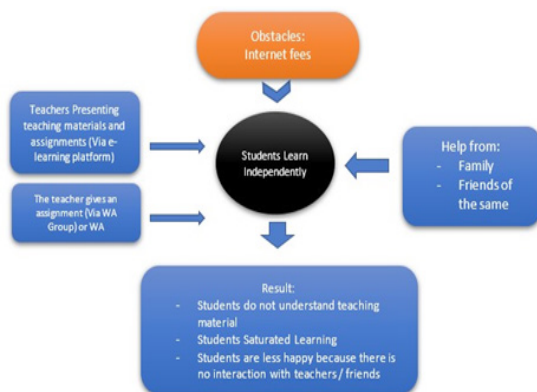 Obstacles:
Internet fees
Teachers Presenting
teaching materials and
assignments (Via e-
learning platform)
Students Learn
Independently
Help from:
- Family
- Friends of
the same
The teacher gives an
assignment (Via WA
Group) or WA
Result:
- Students do not understand teaching
material
- Students Saturated Learning
- Students are less happy because there is
no interaction with teachers / friends